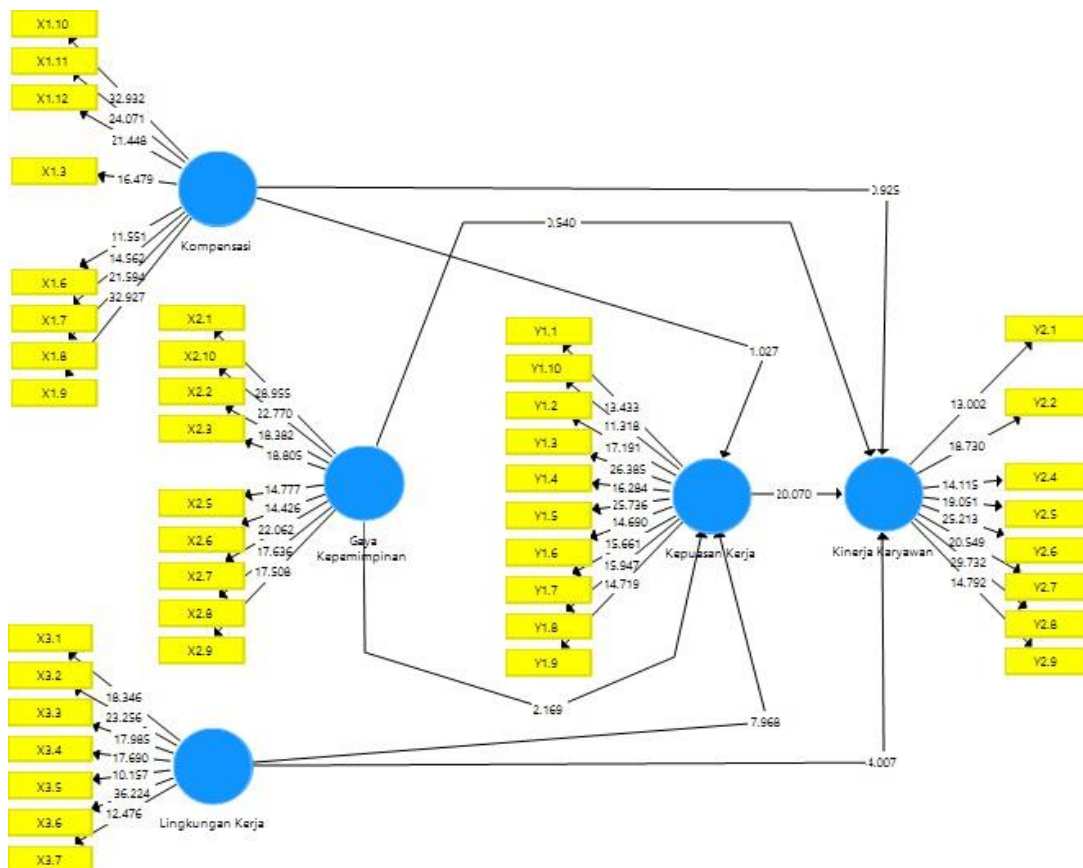 X1.10
X1.11
X1.12
X1.3
X1.6
X1.7
X1.8
X1.9
32.932
24.071
21.448
16.479
11.551
14.562
21.594
32.927
Kompensasi
0.925
0.540
1.027
X2.1
X2.10
X2.2
X2.3
X2.5
X2.6
X2.7
X2.8
X2.9
28.955
22.770
18.382
18.805
14.777
14.426
22.062
17.636
17.508
Gaya
Kepemimpinan
2.169
Y1.1
Y1.10
Y1.2
Y1.3
Y1.4
Y1.5
Y1.6
Y1.7
Y1.8
Y1.9
13.433
11.318
17.191
26.385
16.284
25.736
14.690
15.661
15.947
14.719
Kepuasan Kerja
20.070
Kinerja Karyawan
13.002
18.730
14.115
19.051
25.213
20.549
29.732
14.792
Y2.1
Y2.2
Y2.4
Y2.5
Y2.6
Y2.7
Y2.8
Y2.9
X3.1
X3.2
X3.3
X3.4
X3.5
X3.6
X3.7
18.346
23.256
17.985
17.690
10.157
36.224
12.476
Lingkungan Kerja
7.968
4.007